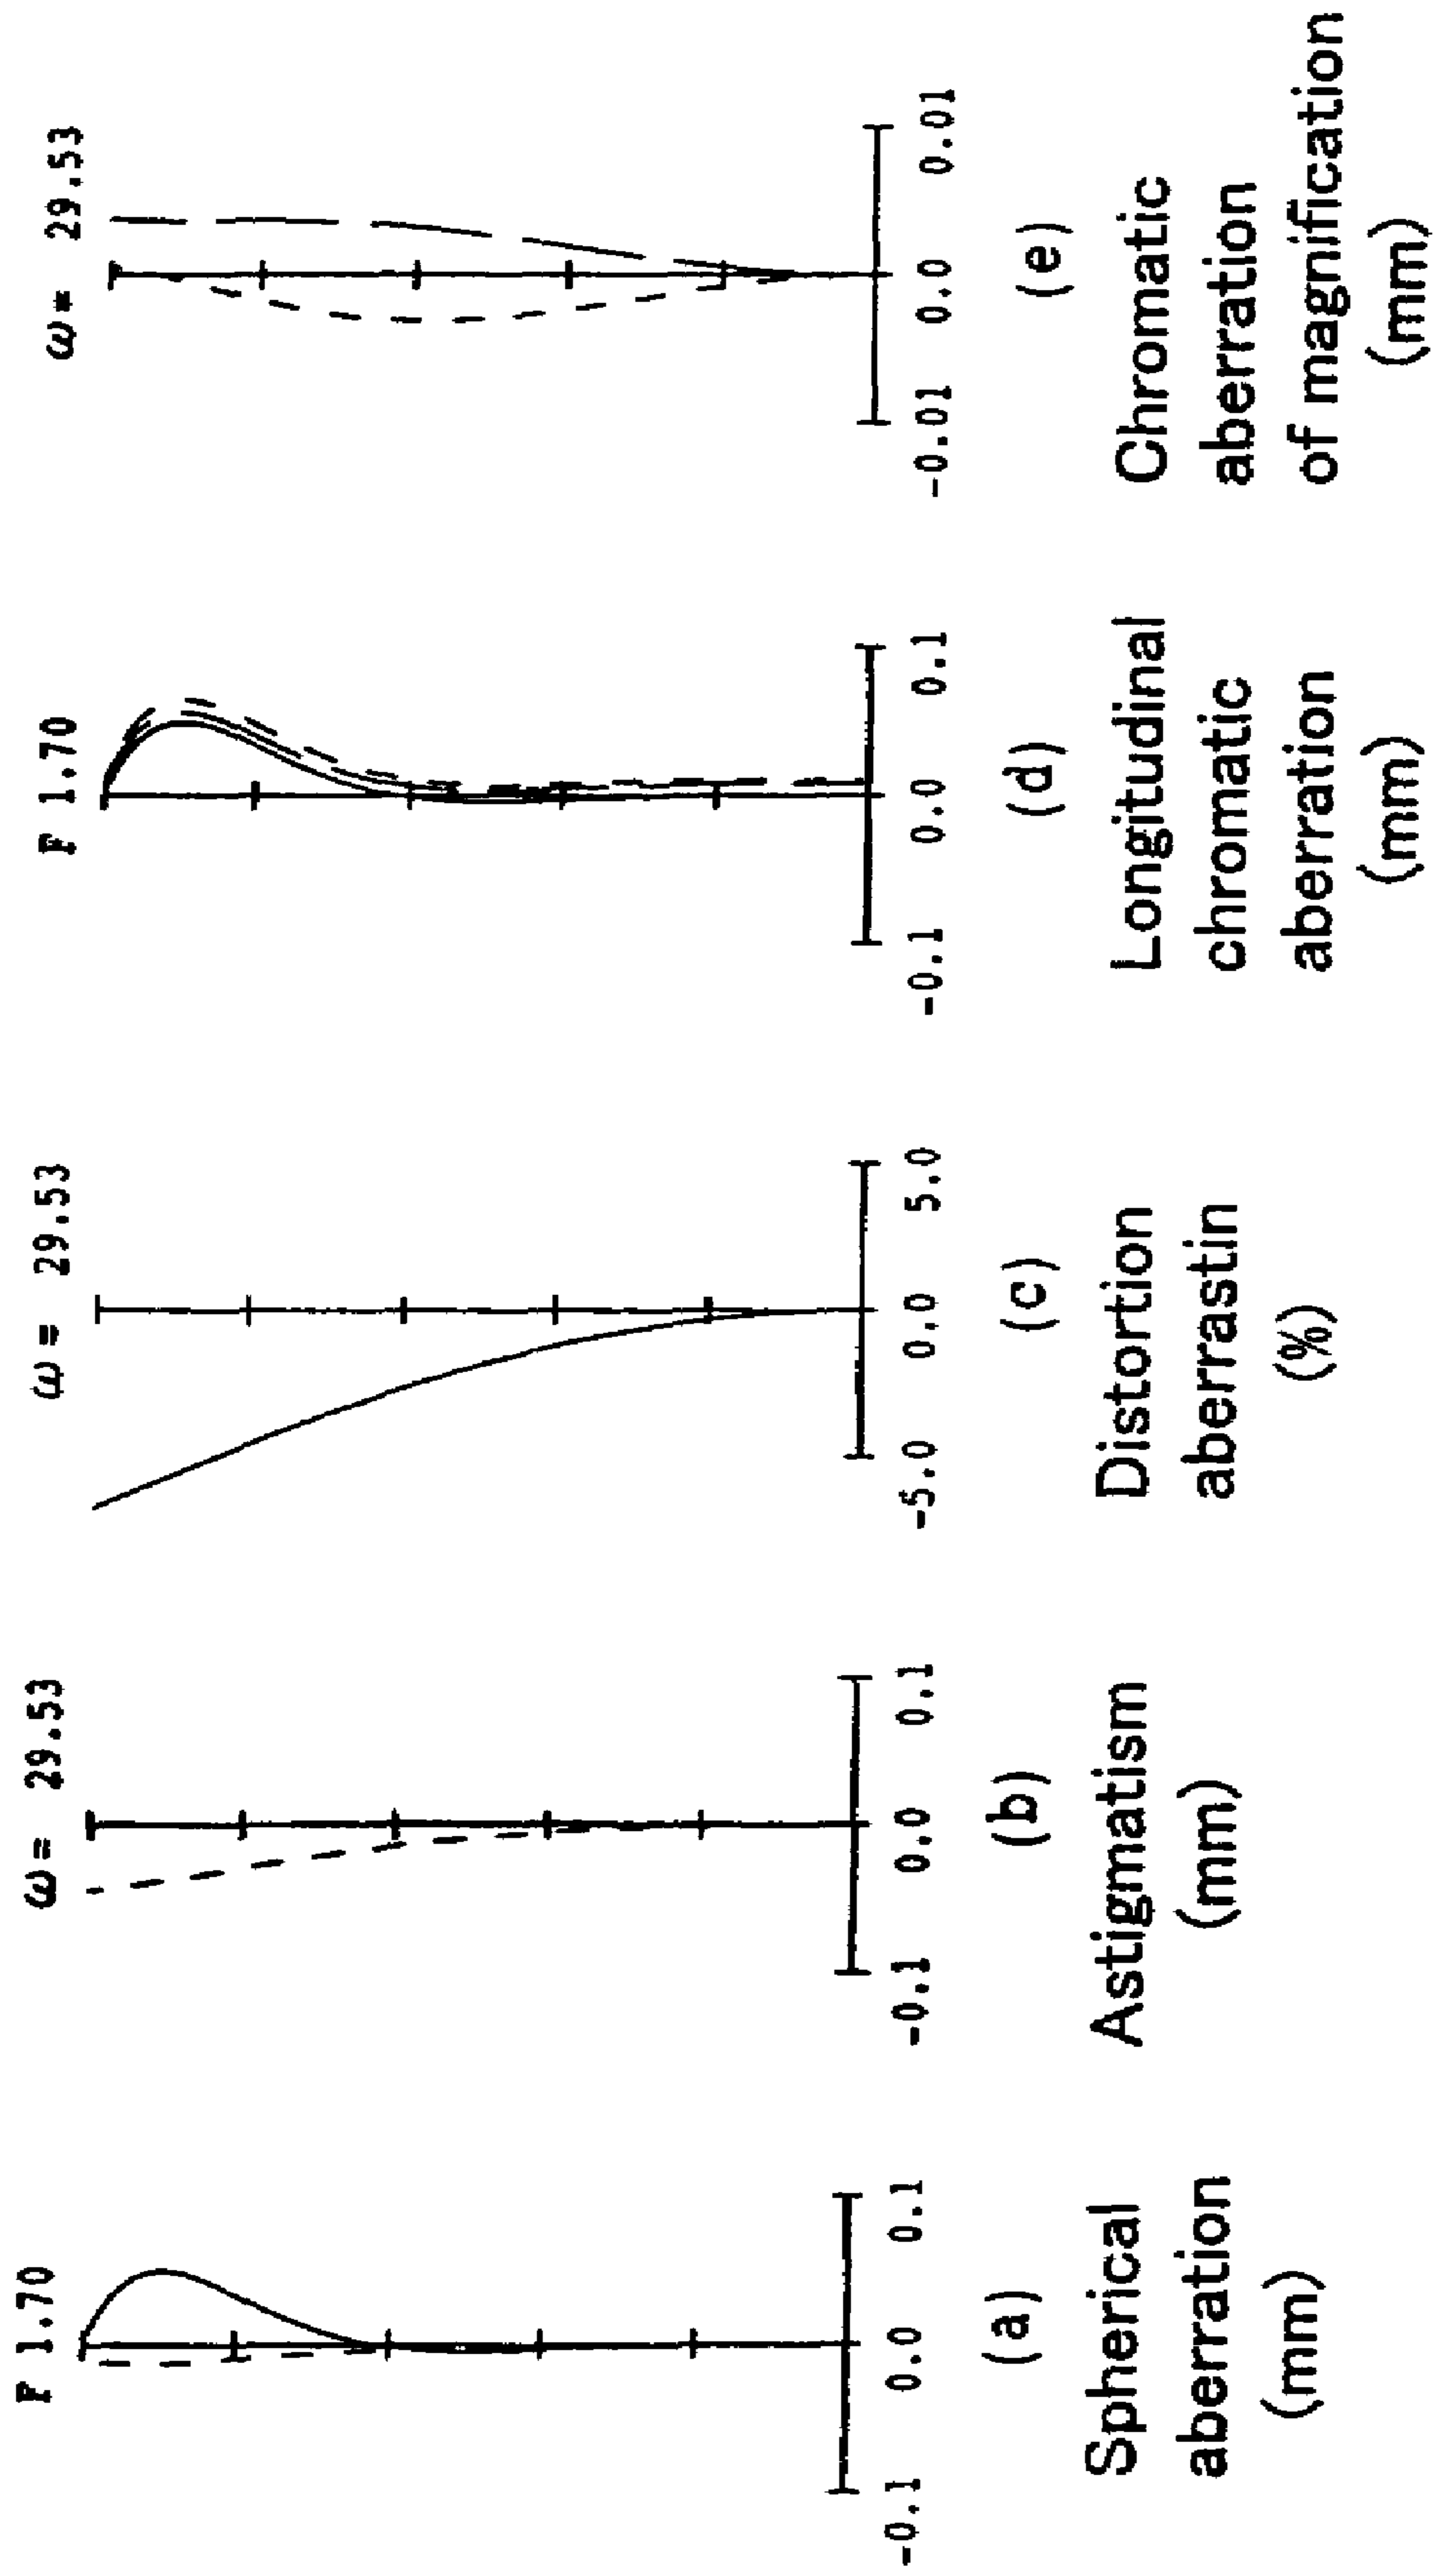 F 1.70
-0.1 0.0 0.1
(a)
Spherical
aberration
(mm)
ω= 29.53
-0.1 0.0 0.1
(b)
Astigmatism
(mm)
ω= 29.53
-5.0 0.0 5.0
(c)
Distortion
aberrastin
(%)
F 1.70
-0.1 0.0 0.1
(d)
Longitudinal
chromatic
aberration
(mm)
ω= 29.53
-0.01 0.0 0.01
(e)
Chromatic
aberration
of magnification
(mm)